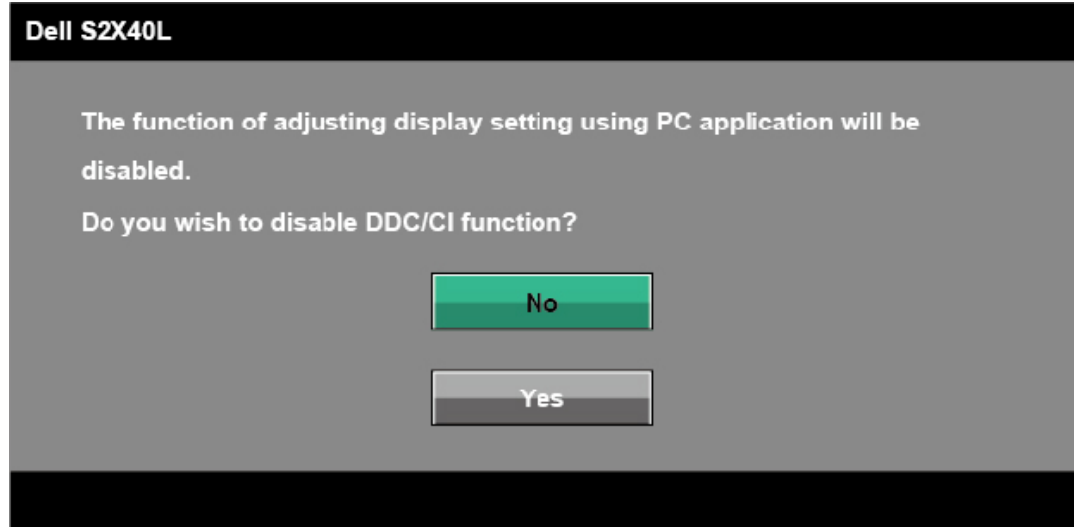 Dell S2X40L
The function of adjusting display setting using PC application will be
disabled.
Do you wish to disable DDC/CI function?
No
Yes